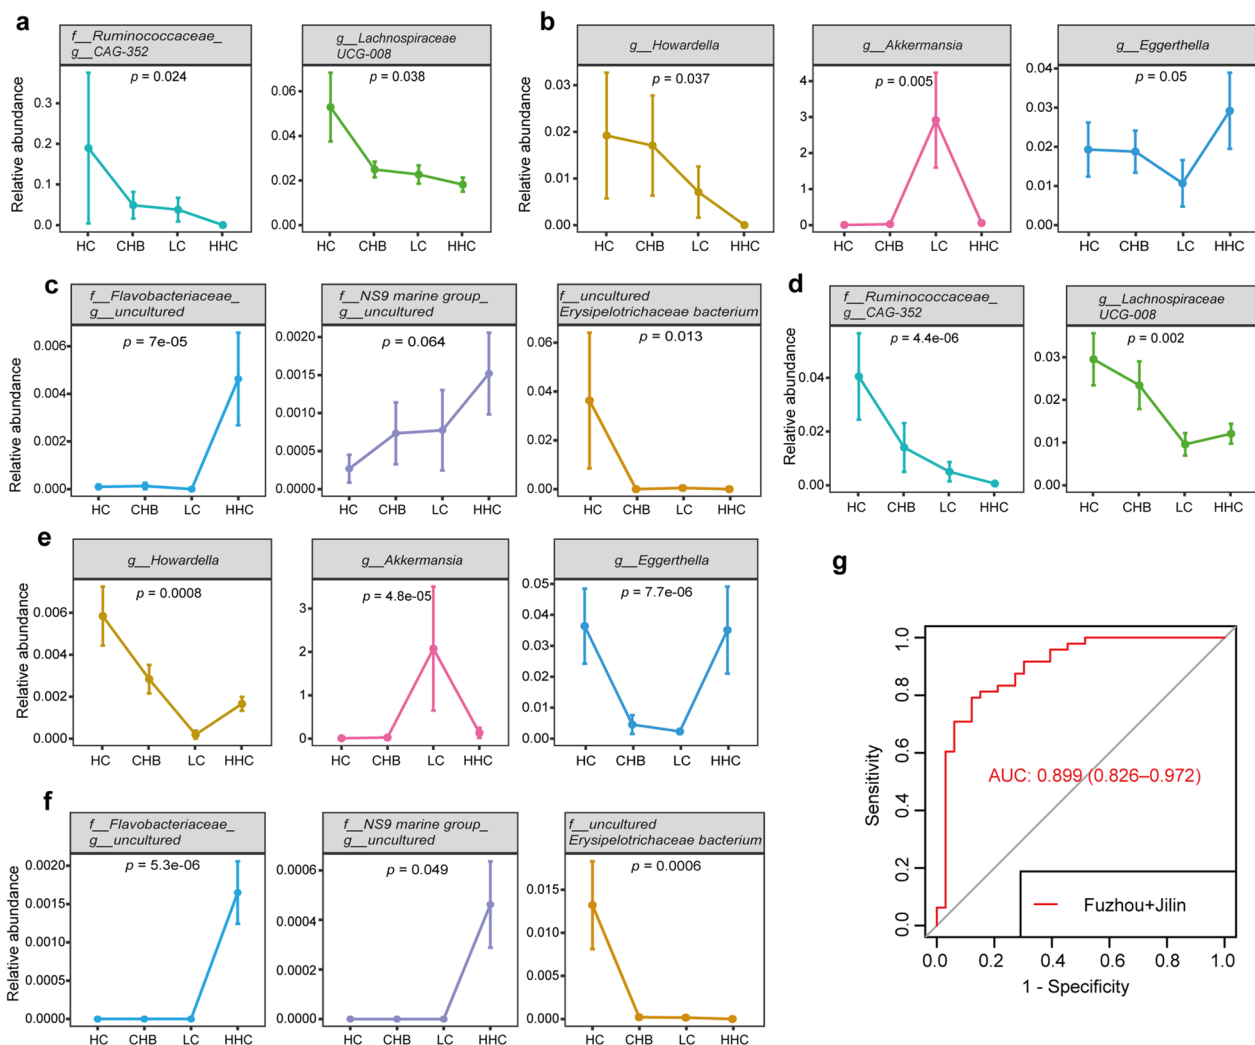 a
f__Ruminococcaceae_
g__CAG-352
p = 0.024
Relative abundance
0.3
0.2
0.1
0.0
HC CHB LC HHC
g__Lachnospiraceae
UCG-008
p = 0.038
0.06
0.04
0.02
0.00
HC CHB LC HHC
b
g__Howardella
p = 0.037
Relative abundance
0.03
0.02
0.01
0.00
HC CHB LC HHC
g__Akkermansia
p = 0.005
4
3
2
1
0
HC CHB LC HHC
g__Eggerthella
p = 0.05
0.04
0.03
0.02
0.01
0.00
HC CHB LC HHC
c
f__Flavobacteriaceae_
g__uncultured
p = 7e-05
Relative abundance
0.006
0.004
0.002
0.000
HC CHB LC HHC
f__NS9 marine group_
g__uncultured
p = 0.064
0.0020
0.0015
0.0010
0.0005
0.0000
HC CHB LC HHC
f__uncultured
Erysipelotrichaceae bacterium
p = 0.013
0.06
0.04
0.02
0.00
HC CHB LC HHC
d
f__Ruminococcaceae_
g__CAG-352
p = 4.4e-06
Relative abundance
0.04
0.02
0.00
HC CHB LC HHC
g__Lachnospiraceae
UCG-008
p = 0.002
0.03
0.02
0.01
0.00
HC CHB LC HHC
e
g__Howardella
p = 0.0008
Relative abundance
0.006
0.004
0.002
0.000
HC CHB LC HHC
g__Akkermansia
p = 4.8e-05
3
2
1
0
HC CHB LC HHC
g__Eggerthella
p = 7.7e-06
0.05
0.04
0.03
0.02
0.01
0.00
HC CHB LC HHC
f
f__Flavobacteriaceae_
g__uncultured
p = 5.3e-06
Relative abundance
0.0020
0.0015
0.0010
0.0005
0.0000
HC CHB LC HHC
f__NS9 marine group_
g__uncultured
p = 0.049
0.0006
0.0004
0.0002
0.0000
HC CHB LC HHC
f__uncultured
Erysipelotrichaceae bacterium
p = 0.0006
0.015
0.010
0.005
0.000
HC CHB LC HHC
g
Sensitivity
1.0
0.8
0.6
0.4
0.2
0.0
AUC: 0.899 (0.826–0.972)
Fuzhou+Jilin
0.0 0.2 0.4 0.6 0.8 1.0
1 - Specificity